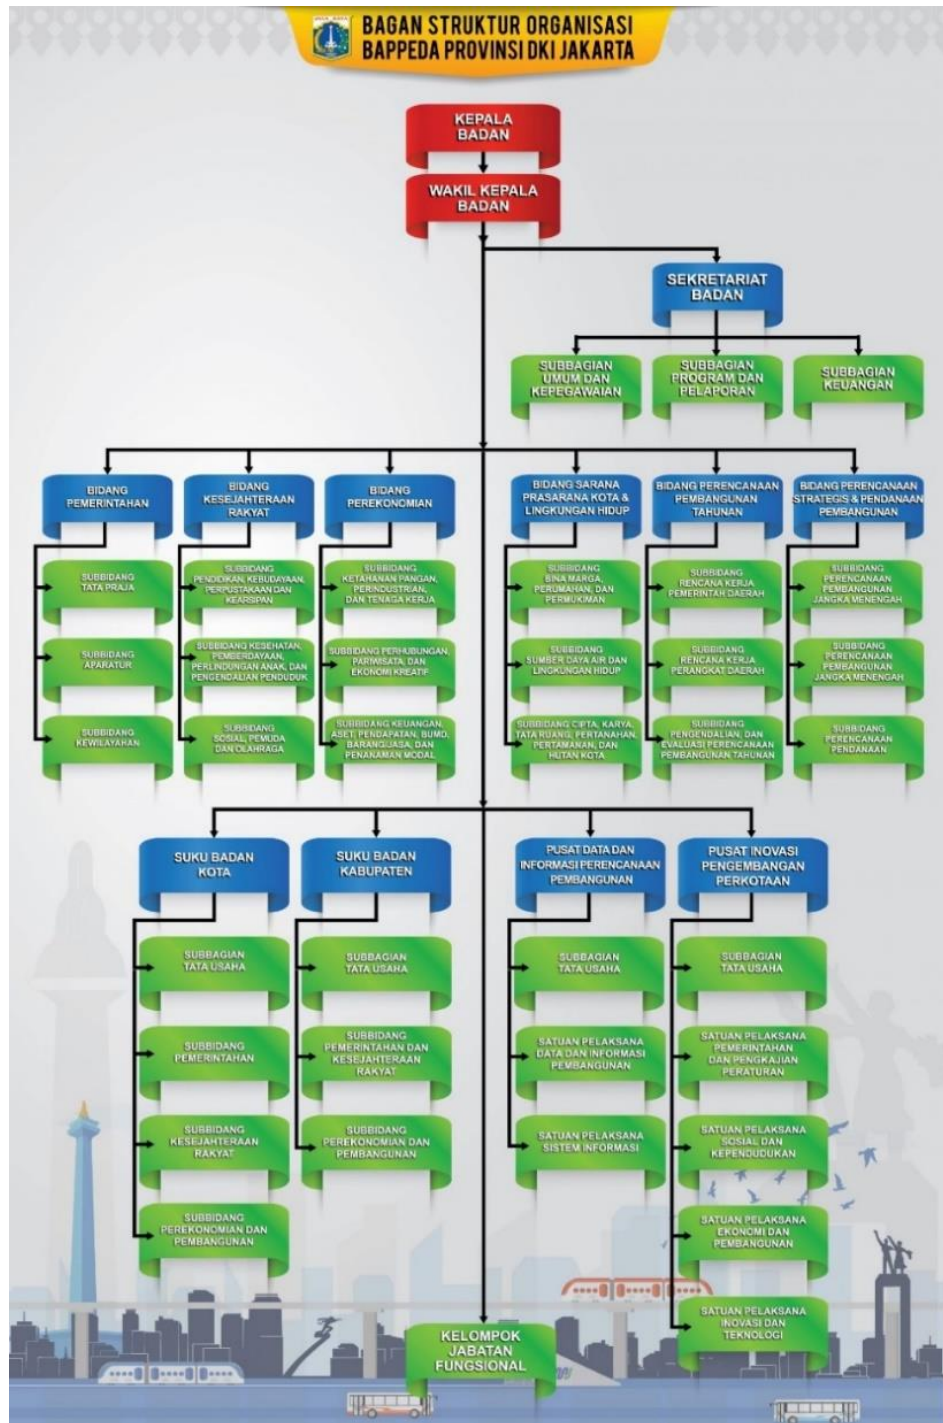 BAGAN STRUKTUR ORGANISASI
BAPPEDA PROVINSI DKI JAKARTA
KEPALA
BADAN
WAKIL KEPALA
BADAN
SEKRETARIAT
BADAN
SUBBAGIAN
UMUM DAN
KEPEGAWAIAN
SUBBAGIAN
PROGRAM DAN
PELAPORAN
SUBBAGIAN
KEUANGAN
BIDANG
PEMERINTAHAN
BIDANG
KESEJAHTERAAN
RAKYAT
BIDANG
PEREKONOMIAN
BIDANG SARANA
PRASARANA KOTA &
LINGKUNGAN HIDUP
BIDANG PERENCANAAN
PEMBANGUNAN
TAHUNAN
BIDANG PERENCANAAN
STRATEGIS & PENDANAAN
PEMBANGUNAN
SUBBIDANG
TATA PRAJA
SUBBIDANG
PENDIDIKAN, KEBUDAYAAN,
PERPUSTAKAAN DAN
KEARSIPAN
SUBBIDANG
KETAHANAN PANGAN,
PERINDUSTRIAN,
DAN TENAGA KERJA
SUBBIDANG
BINA MARGA,
PERUMAHAN, DAN
PERMUKIMAN
SUBBIDANG
RENCANA KERJA
PEMERINTAH DAERAH
SUBBIDANG
PERENCANAAN
PEMBANGUNAN
JANGKA MENENGAH
SUBBIDANG
APARATUR
SUBBIDANG KESEHATAN,
PEMBERDAYAAN,
PERLINDUNGAN ANAK, DAN
PENGENDALIAN PENDUDUK
SUBBIDANG PERHUBUNGAN,
PARIWISATA, DAN
EKONOMI KREATIF
SUBBIDANG
SUMBER DAYA AIR DAN
LINGKUNGAN HIDUP
SUBBIDANG
RENCANA KERJA
PERANGKAT DAERAH
SUBBIDANG
PERENCANAAN
PEMBANGUNAN
JANGKA MENENGAH
SUBBIDANG
KEWILAYAHAN
SUBBIDANG
SOSIAL, PEMUDA
DAN OLAHRAGA
SUBBIDANG KEUANGAN,
ASET, PENDAPATAN, BUMD,
BARANG/JASA, DAN
PENANAMAN MODAL
SUBBIDANG CIPTA, KARYA,
TATA RUANG, PERTANAHAN,
PERTAMANAN, DAN
HUTAN KOTA
SUBBIDANG
PENGENDALIAN, DAN
EVALUASI PERENCANAAN
PEMBANGUNAN TAHUNAN
SUBBIDANG
PERENCANAAN
PENDANAAN
SUKU BADAN
KOTA
SUKU BADAN
KABUPATEN
PUSAT DATA DAN
INFORMASI PERENCANAAN
PEMBANGUNAN
PUSAT INOVASI
PENGEMBANGAN
PERKOTAAN
SUBBAGIAN
TATA USAHA
SUBBAGIAN
TATA USAHA
SUBBAGIAN
TATA USAHA
SUBBAGIAN
TATA USAHA
SUBBIDANG
PEMERINTAHAN
SUBBIDANG
PEMERINTAHAN DAN
KESEJAHTERAAN
RAKYAT
SATUAN PELAKSANA
DATA DAN INFORMASI
PEMBANGUNAN
SATUAN PELAKSANA
PEMERINTAHAN
DAN PENGKAJIAN
PERATURAN
SUBBIDANG
KESEJAHTERAAN
RAKYAT
SUBBIDANG
PEREKONOMIAN DAN
PEMBANGUNAN
SATUAN PELAKSANA
SISTEM INFORMASI
SATUAN PELAKSANA
SOSIAL DAN
KEPENDUDUKAN
SUBBIDANG
PEREKONOMIAN DAN
PEMBANGUNAN
SATUAN PELAKSANA
EKONOMI DAN
PEMBANGUNAN
SATUAN PELAKSANA
INOVASI DAN
TEKNOLOGI
KELOMPOK
JABATAN
FUNGSIONAL